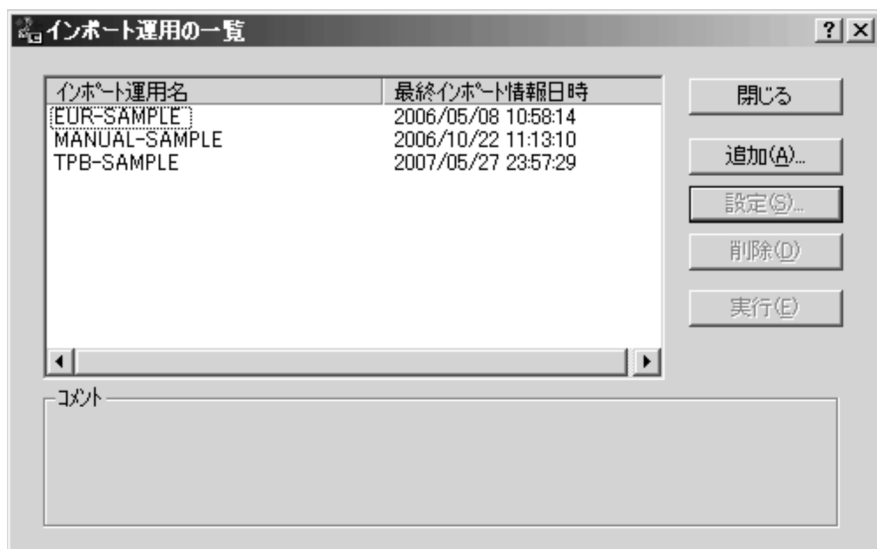 インポート運用の一覧
インポート運用名 最終インポート情報日時
EUR-SAMPLE 2006/05/08 10:58:14
MANUAL-SAMPLE 2006/10/22 11:13:10
TPB-SAMPLE 2007/05/27 23:57:29
閉じる
追加(A)...
設定(S)...
削除(D)
実行(E)
コメント